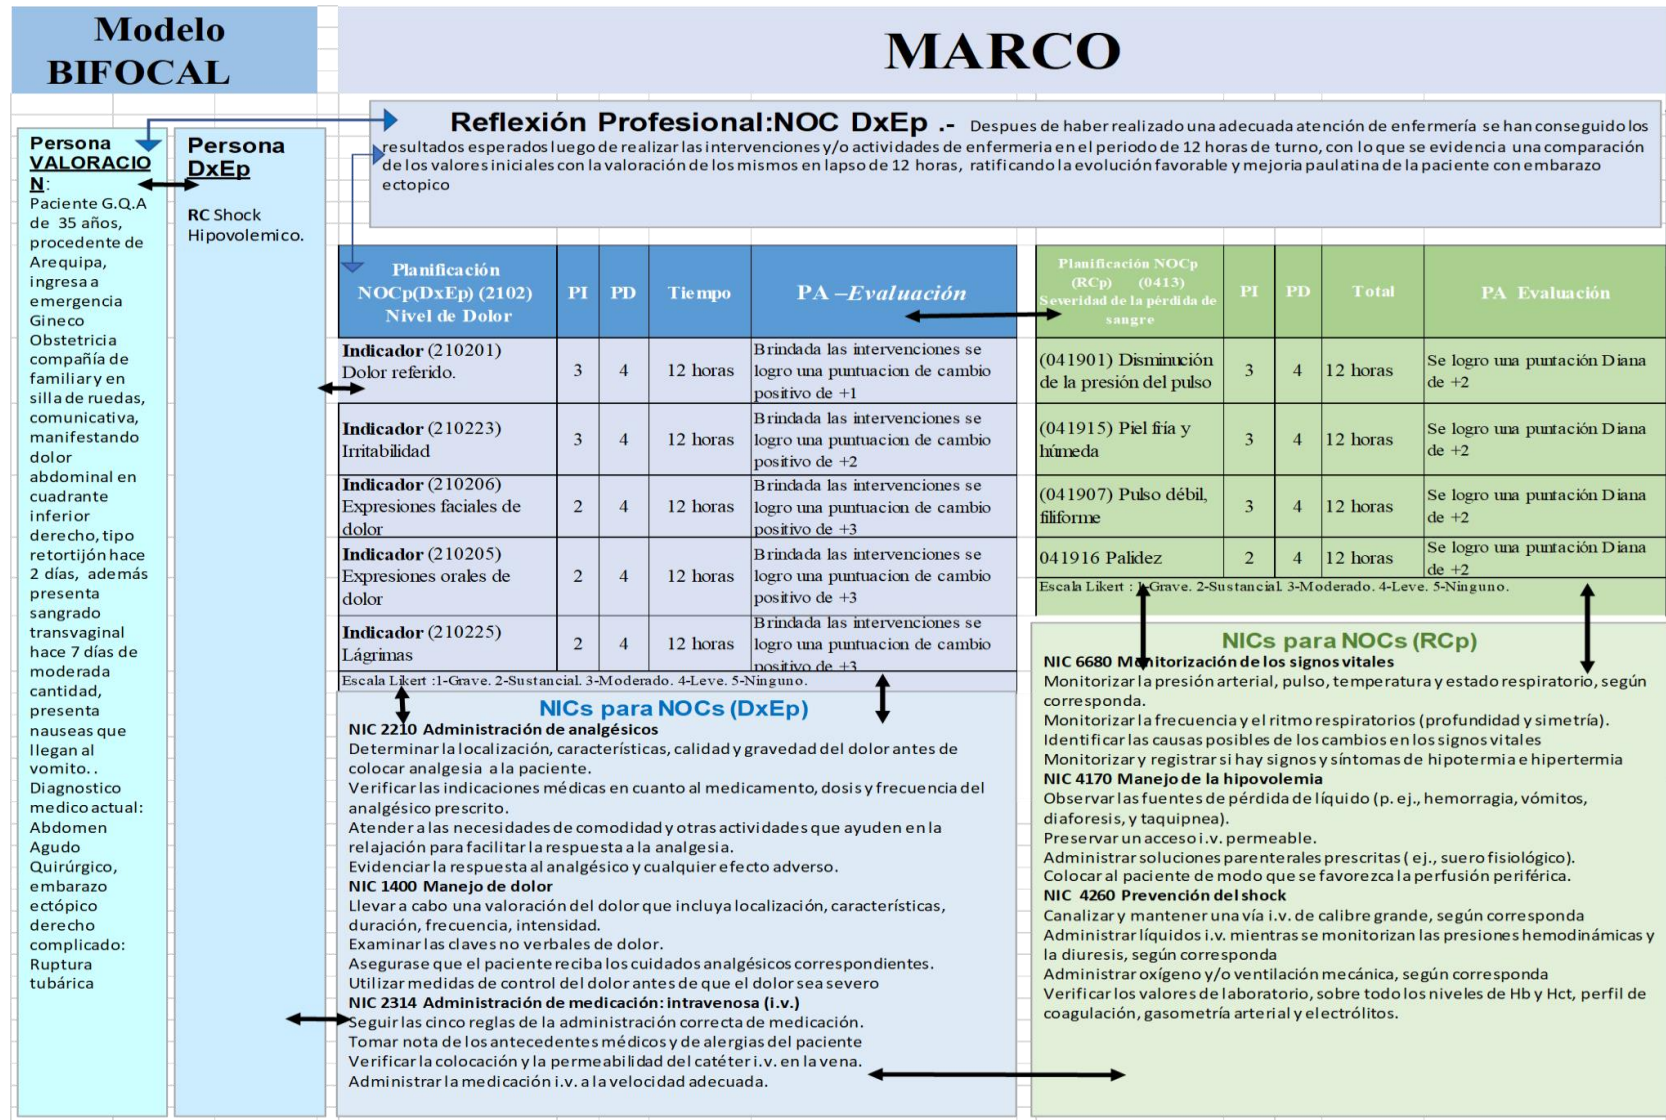 Modelo
BIFOCAL
MARCO
Persona
VALORACIO
N:
Paciente G.Q.A
de 35 años,
procedente de
Arequipa,
ingresa a
emergencia
Gineco
Obstetricia
compañía de
familiar y en
silla de ruedas,
comunicativa,
manifestando
dolor
abdominal en
cuadrante
inferior
derecho, tipo
retortijón hace
2 días, además
presenta
sangrado
transvaginal
hace 7 días de
moderada
cantidad,
presenta
nauseas que
llegan al
vomito. .
Diagnostico
medico actual:
Abdomen
Agudo
Quirúrgico,
embarazo
ectópico
derecho
complicado:
Ruptura
tubárica
Persona
DxEp
RC Shock
Hipovolemico.
Reflexión Profesional:NOC DxEp .- Despues de haber realizado una adecuada atención de enfermería se han conseguido los
resultados esperados luego de realizar las intervenciones y/o actividades de enfermeria en el periodo de 12 horas de turno, con lo que se evidencia una comparación
de los valores iniciales con la valoración de los mismos en lapso de 12 horas, ratificando la evolución favorable y mejoria paulatina de la paciente con embarazo
ectopico
Planificación
NOCp(DxEp) (2102)
Nivel de Dolor
PI
PD
Tiempo
PA –Evaluación
Indicador (210201)
Dolor referido.
3
4
12 horas
Brindada las intervenciones se
logro una puntuacion de cambio
positivo de +1
Indicador (210223)
Irritabilidad
3
4
12 horas
Brindada las intervenciones se
logro una puntuacion de cambio
positivo de +2
Indicador (210206)
Expresiones faciales de
dolor
2
4
12 horas
Brindada las intervenciones se
logro una puntuacion de cambio
positivo de +3
Indicador (210205)
Expresiones orales de
dolor
2
4
12 horas
Brindada las intervenciones se
logro una puntuacion de cambio
positivo de +3
Indicador (210225)
Lágrimas
2
4
12 horas
Brindada las intervenciones se
logro una puntuacion de cambio
positivo de +3
Escala Likert :1-Grave. 2-Sustancial. 3-Moderado. 4-Leve. 5-Ninguno.
Planificación NOCp
(RCp) (0413)
Severidad de la pérdida de
sangre
PI
PD
Total
PA Evaluación
(041901) Disminución
de la presión del pulso
3
4
12 horas
Se logro una puntación Diana
de +2
(041915) Piel fría y
húmeda
3
4
12 horas
Se logro una puntación Diana
de +2
(041907) Pulso débil,
filiforme
3
4
12 horas
Se logro una puntación Diana
de +2
041916 Palidez
2
4
12 horas
Se logro una puntación Diana
de +2
Escala Likert : 1-Grave. 2-Sustancial. 3-Moderado. 4-Leve. 5-Ninguno.
NICs para NOCs (DxEp)
NIC 2210 Administración de analgésicos
Determinar la localización, características, calidad y gravedad del dolor antes de
colocar analgesia a la paciente.
Verificar las indicaciones médicas en cuanto al medicamento, dosis y frecuencia del
analgésico prescrito.
Atender a las necesidades de comodidad y otras actividades que ayuden en la
relajación para facilitar la respuesta a la analgesia.
Evidenciar la respuesta al analgésico y cualquier efecto adverso.
NIC 1400 Manejo de dolor
Llevar a cabo una valoración del dolor que incluya localización, características,
duración, frecuencia, intensidad.
Examinar las claves no verbales de dolor.
Asegurase que el paciente reciba los cuidados analgésicos correspondientes.
Utilizar medidas de control del dolor antes de que el dolor sea severo
NIC 2314 Administración de medicación: intravenosa (i.v.)
Seguir las cinco reglas de la administración correcta de medicación.
Tomar nota de los antecedentes médicos y de alergias del paciente
Verificar la colocación y la permeabilidad del catéter i.v. en la vena.
Administrar la medicación i.v. a la velocidad adecuada.
NICs para NOCs (RCp)
NIC 6680 Monitorización de los signos vitales
Monitorizar la presión arterial, pulso, temperatura y estado respiratorio, según
corresponda.
Monitorizar la frecuencia y el ritmo respiratorios (profundidad y simetría).
Identificar las causas posibles de los cambios en los signos vitales
Monitorizar y registrar si hay signos y síntomas de hipotermia e hipertermia
NIC 4170 Manejo de la hipovolemia
Observar las fuentes de pérdida de líquido (p. ej., hemorragia, vómitos,
diaforesis, y taquipnea).
Preservar un acceso i.v. permeable.
Administrar soluciones parenterales prescritas ( ej., suero fisiológico).
Colocar al paciente de modo que se favorezca la perfusión periférica.
NIC 4260 Prevención del shock
Canalizar y mantener una vía i.v. de calibre grande, según corresponda
Administrar líquidos i.v. mientras se monitorizan las presiones hemodinámicas y
la diuresis, según corresponda
Administrar oxígeno y/o ventilación mecánica, según corresponda
Verificar los valores de laboratorio, sobre todo los niveles de Hb y Hct, perfil de
coagulación, gasometría arterial y electrólitos.